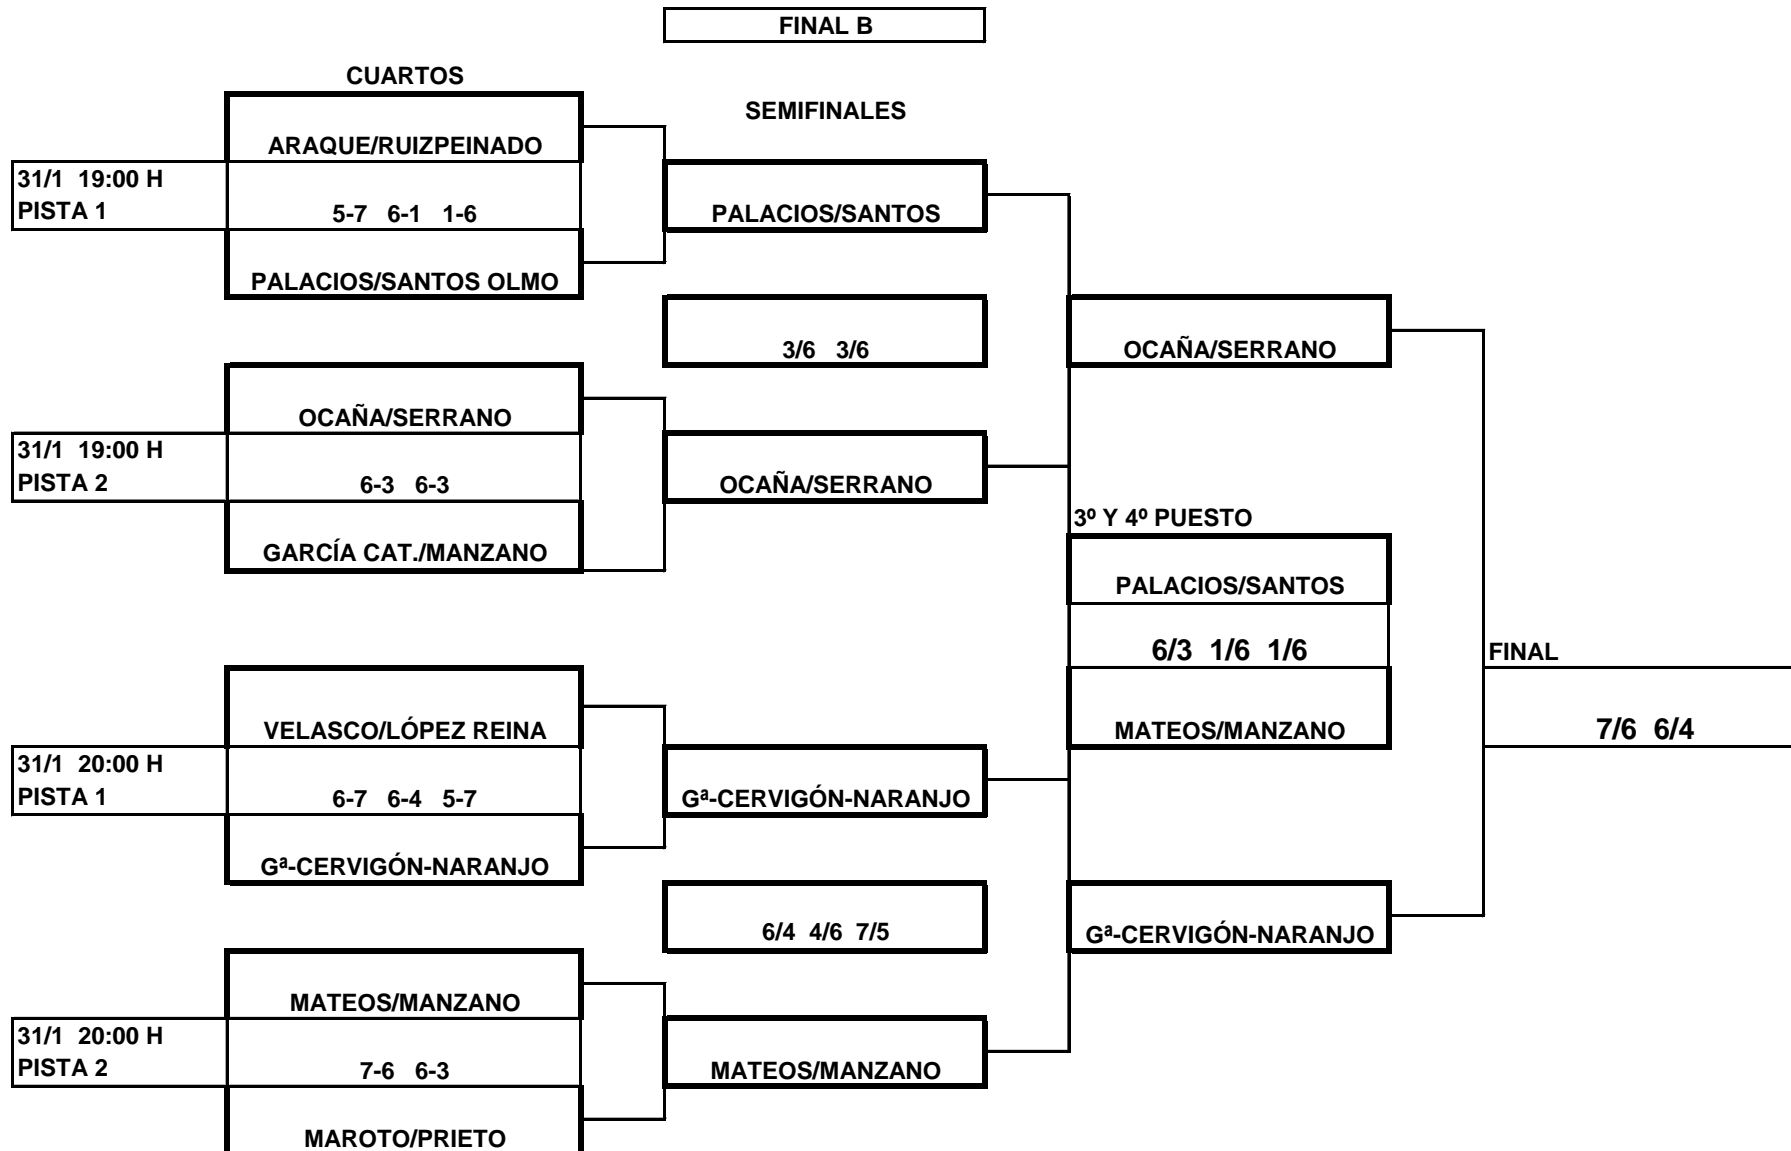 FINAL B
CUARTOS
SEMIFINALES
ARAQUE/RUIZPEINADO
31/1 19:00 H
PISTA 1
5-7 6-1 1-6
PALACIOS/SANTOS
PALACIOS/SANTOS OLMO
3/6 3/6
OCAÑA/SERRANO
OCAÑA/SERRANO
31/1 19:00 H
PISTA 2
6-3 6-3
OCAÑA/SERRANO
3º Y 4º PUESTO
GARCÍA CAT./MANZANO
PALACIOS/SANTOS
6/3 1/6 1/6
FINAL
VELASCO/LÓPEZ REINA
MATEOS/MANZANO
7/6 6/4
31/1 20:00 H
PISTA 1
6-7 6-4 5-7
Gª-CERVIGÓN-NARANJO
Gª-CERVIGÓN-NARANJO
6/4 4/6 7/5
Gª-CERVIGÓN-NARANJO
MATEOS/MANZANO
31/1 20:00 H
PISTA 2
7-6 6-3
MATEOS/MANZANO
MAROTO/PRIETO